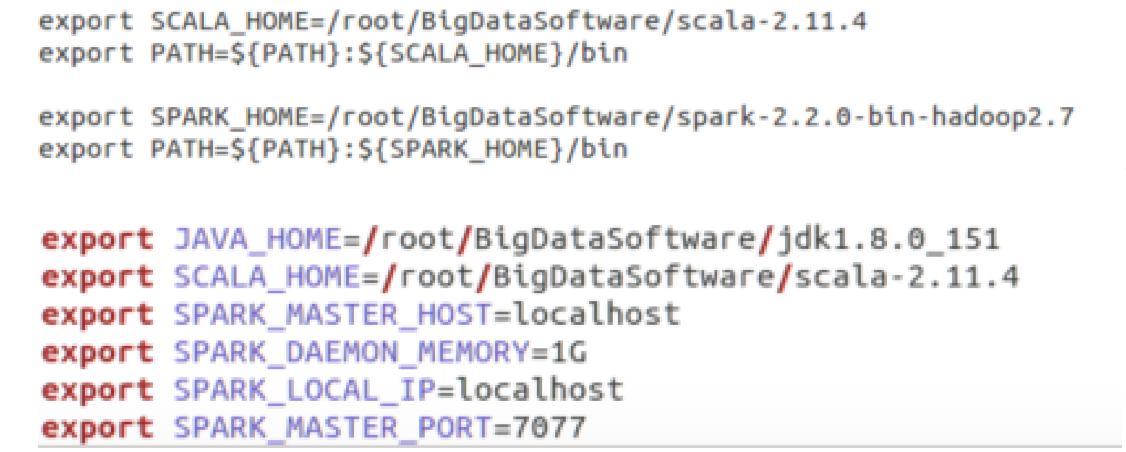 export SCALA_HOME=/root/BigDataSoftware/scala-2.11.4
export PATH=${PATH}:${SCALA_HOME}/bin
export SPARK_HOME=/root/BigDataSoftware/spark-2.2.0-bin-hadoop2.7
export PATH=${PATH}:${SPARK_HOME}/bin
export JAVA_HOME=/root/BigDataSoftware/jdk1.8.0_151
export SCALA_HOME=/root/BigDataSoftware/scala-2.11.4
export SPARK_MASTER_HOST=localhost
export SPARK_DAEMON_MEMORY=1G
export SPARK_LOCAL_IP=localhost
export SPARK_MASTER_PORT=7077